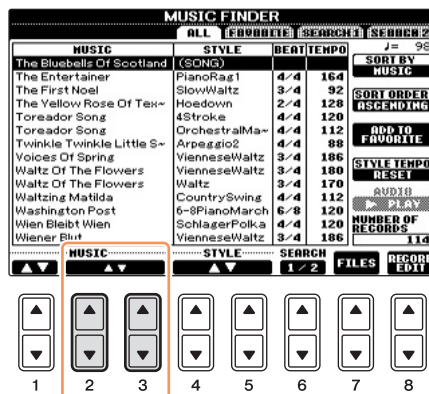 MUSIC FINDER
ALL FAVORITE SEARCH1 SEARCH2
MUSIC STYLE BEAT TEMPO
♩= 98
The Bluebells Of Scotland (SONG)
The Entertainer PianoRag1 4/4 164
The First Noel SlowWaltz 3/4 92
The Yellow Rose Of Tex~ Hoedown 2/4 128
Toreador Song 4Stroke 4/4 120
Toreador Song OrchestralMa~ 4/4 112
Twinkle Twinkle Little S~ Arpeggio2 4/4 88
Voices Of Spring VienneseWaltz 3/4 186
Waltz Of The Flowers VienneseWaltz 3/4 180
Waltz Of The Flowers Waltz 3/4 170
Waltzing Matilda CountrySwing 4/4 112
Washington Post 6-8PianoMarch 6/8 120
Wien Bleibt Wien SchlagerPolka 4/4 120
Wiener Blut VienneseWaltz 3/4 186
SORT BY
MUSIC
SORT ORDER
ASCENDING
ADD TO
FAVORITE
STYLE TEMPO
RESET
AUDIO
▶ PLAY
NUMBER OF
RECORDS
114
MUSIC STYLE SEARCH
▲▼ ▲▼ ▲▼ 1/2 FILES RECORD
EDIT
1 2 3 4 5 6 7 8